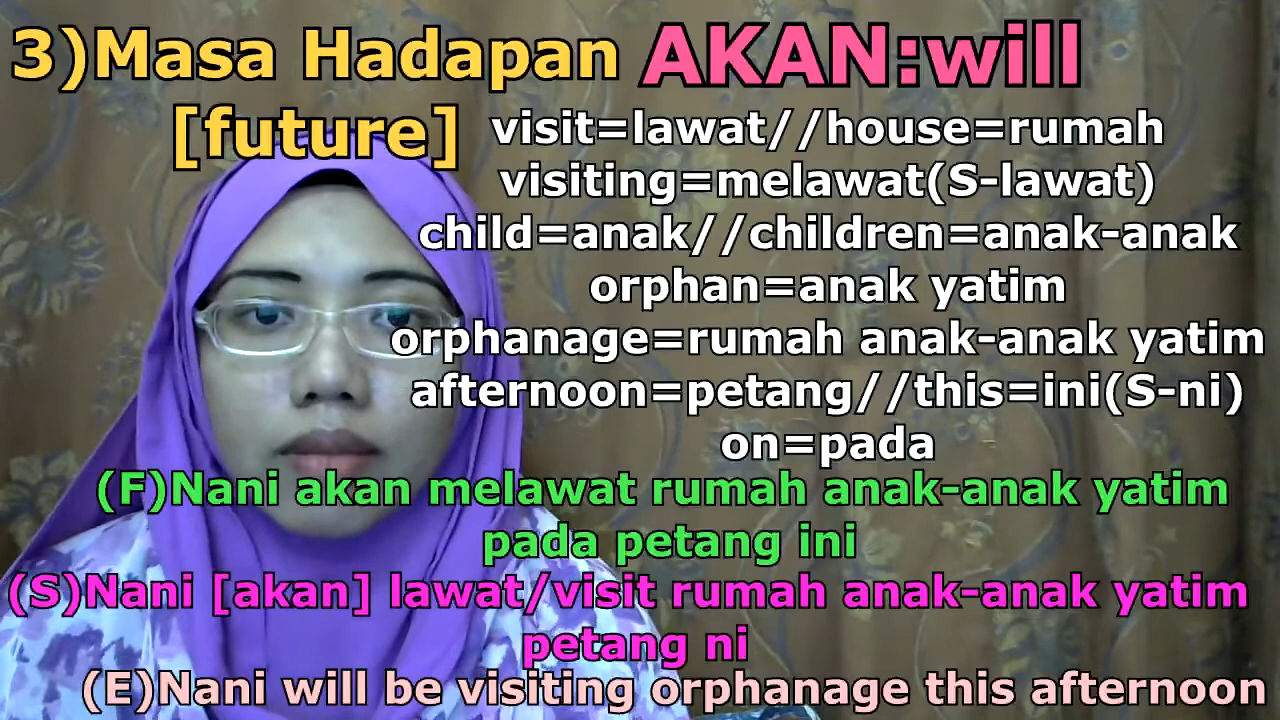 3)Masa Hadapan AKAN:will
[future]
visit=lawat//house=rumah
visiting=melawat(S-lawat)
child=anak//children=anak-anak
orphan=anak yatim
orphanage=rumah anak-anak yatim
afternoon=petang//this=ini(S-ni)
on=pada
(F)Nani akan melawat rumah anak-anak yatim
pada petang ini
(S)Nani [akan] lawat/visit rumah anak-anak yatim
petang ni
(E)Nani will be visiting orphanage this afternoon